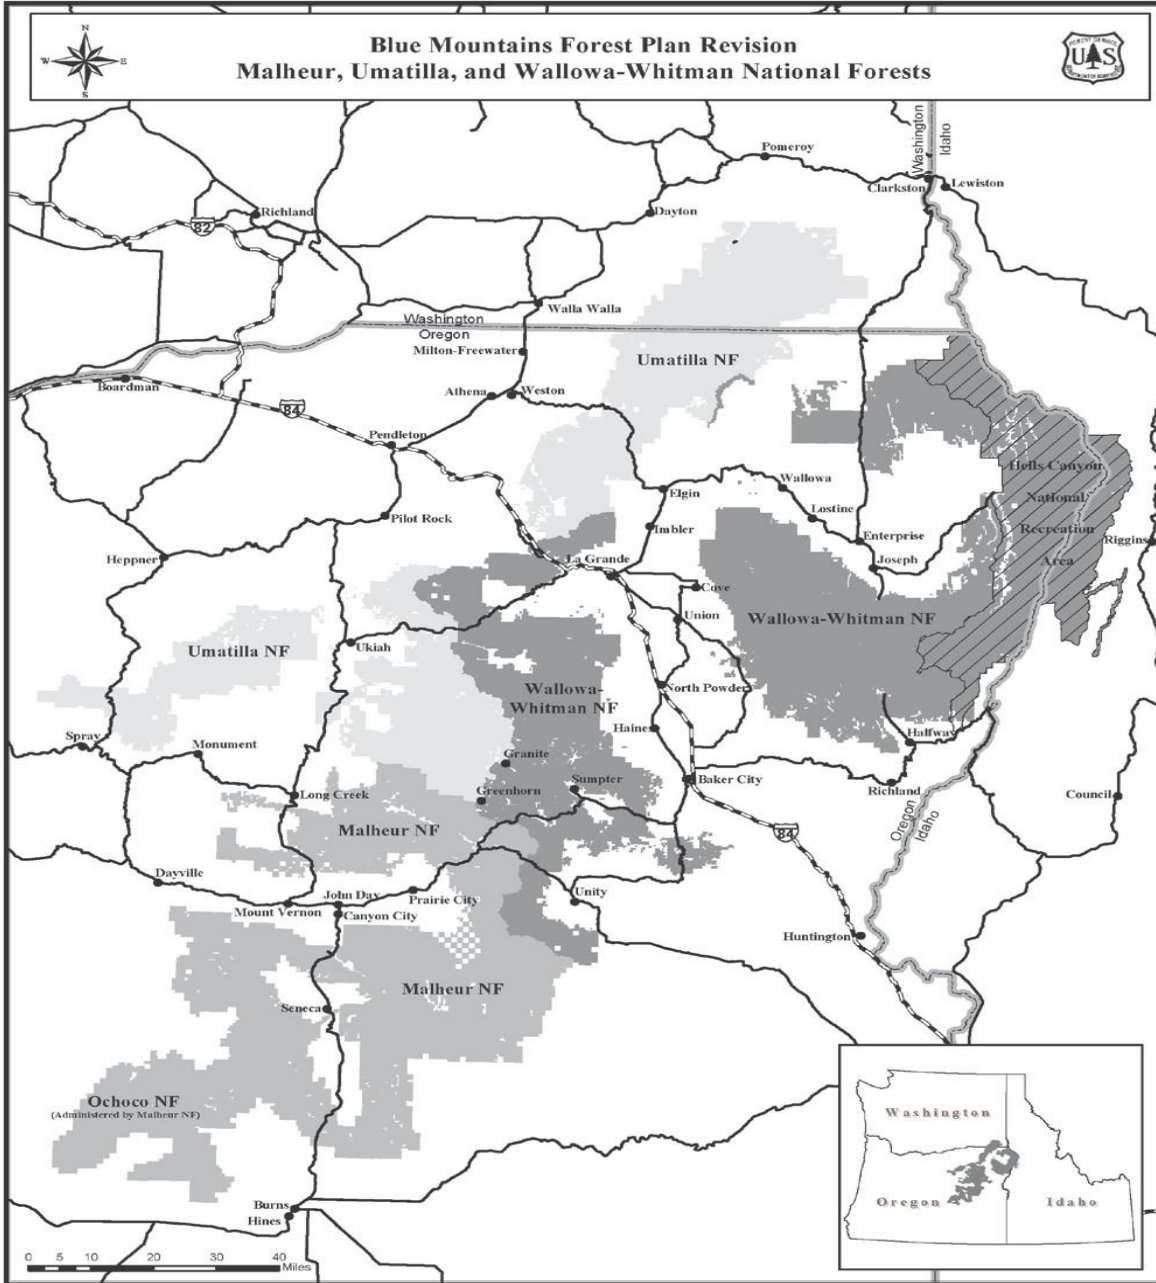 Blue Mountains Forest Plan Revision
Malheur, Umatilla, and Wallowa-Whitman National Forests
N
W
E
S
FOREST SERVICE
U S
DEPARTMENT OF AGRICULTURE
Washington
Idaho
Pomeroy
Clarkston
Lewiston
Richland
82
Dayton
Walla Walla
Washington
Oregon
Milton-Freewater
Umatilla NF
Boardman
Athena
Weston
84
Pendleton
Hells Canyon
National
Recreation
Area
Elgin
Wallowa
Pilot Rock
Lostine
Imbler
Enterprise
Riggins
Heppner
La Grande
Joseph
Cove
Union
Wallowa-Whitman NF
Umatilla NF
Ukiah
Wallowa-
Whitman NF
North Powder
Haines
Halfway
Spray
Monument
Granite
Sumpter
Baker City
Richland
Long Creek
Greenhorn
Council
Oregon
Idaho
Malheur NF
84
Dayville
John Day
Prairie City
Unity
Mount Vernon
Canyon City
Huntington
Malheur NF
Seneca
Ochoco NF
(Administered by Malheur NF)
Washington
Oregon
Idaho
Burns
Hines
0 5 10 20 30 40
Miles